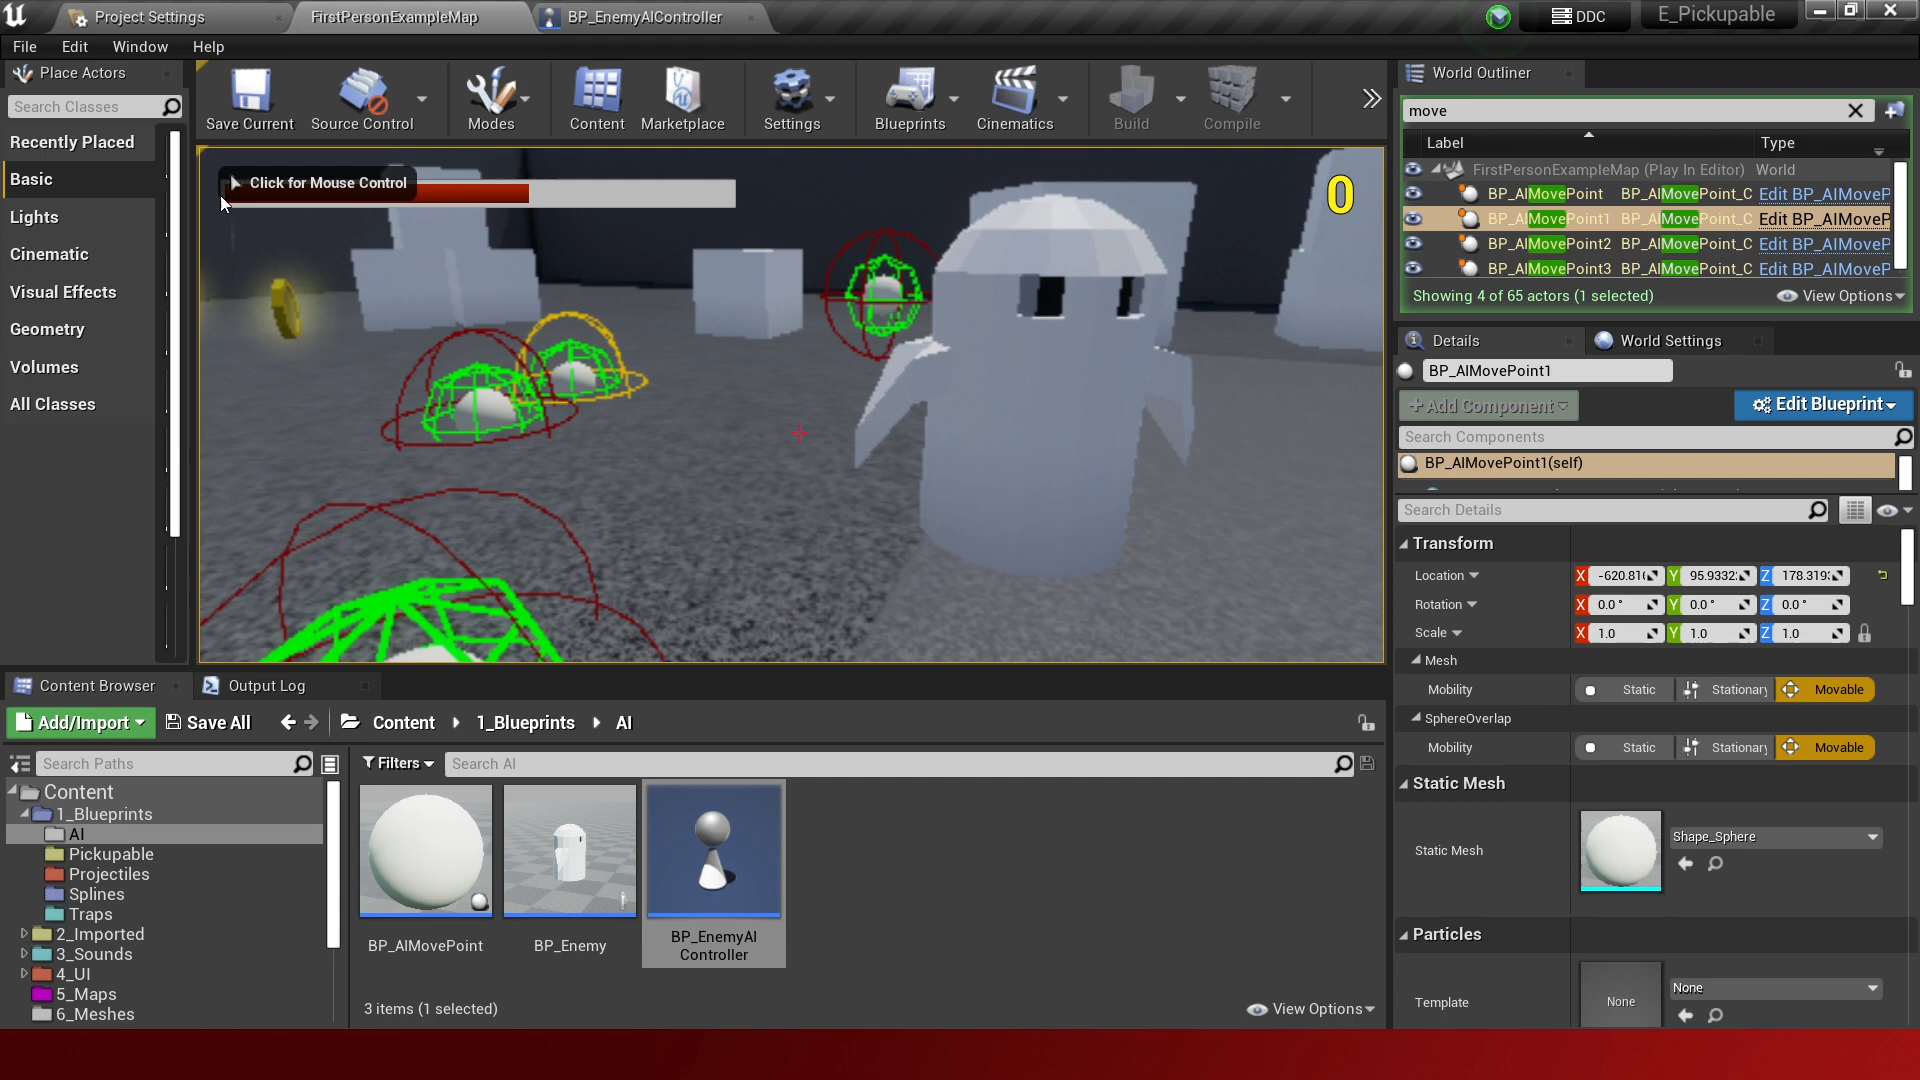 Project Settings
FirstPersonExampleMap
BP_EnemyAIController
DDC
E_Pickupable
File Edit Window Help
Place Actors
Search Classes
Recently Placed
Basic
Lights
Cinematic
Visual Effects
Geometry
Volumes
All Classes
Save Current
Source Control
Modes
Content
Marketplace
Settings
Blueprints
Cinematics
Build
Compile
Click for Mouse Control
0
World Outliner
move
Label Type
FirstPersonExampleMap (Play In Editor) World
BP_AIMovePoint BP_AIMovePoint_C Edit BP_AIMoveP
BP_AIMovePoint1 BP_AIMovePoint_C Edit BP_AIMoveP
BP_AIMovePoint2 BP_AIMovePoint_C Edit BP_AIMoveP
BP_AIMovePoint3 BP_AIMovePoint_C Edit BP_AIMoveP
Showing 4 of 65 actors (1 selected) View Options
Details World Settings
BP_AIMovePoint1
+Add Component Edit Blueprint
Search Components
BP_AIMovePoint1(self)
Search Details
Transform
Location X -620.81 Y 95.9332 Z 178.319
Rotation X 0.0° Y 0.0° Z 0.0°
Scale X 1.0 Y 1.0 Z 1.0
Mesh
Mobility Static Stationary Movable
SphereOverlap
Mobility Static Stationary Movable
Static Mesh
Static Mesh Shape_Sphere
Particles
Template None None
Content Browser Output Log
Add/Import Save All Content 1_Blueprints AI
Search Paths Filters Search AI
Content
1_Blueprints
AI
Pickupable
Projectiles
Splines
Traps
2_Imported
3_Sounds
4_UI
5_Maps
6_Meshes
BP_AIMovePoint
BP_Enemy
BP_EnemyAI
Controller
3 items (1 selected) View Options